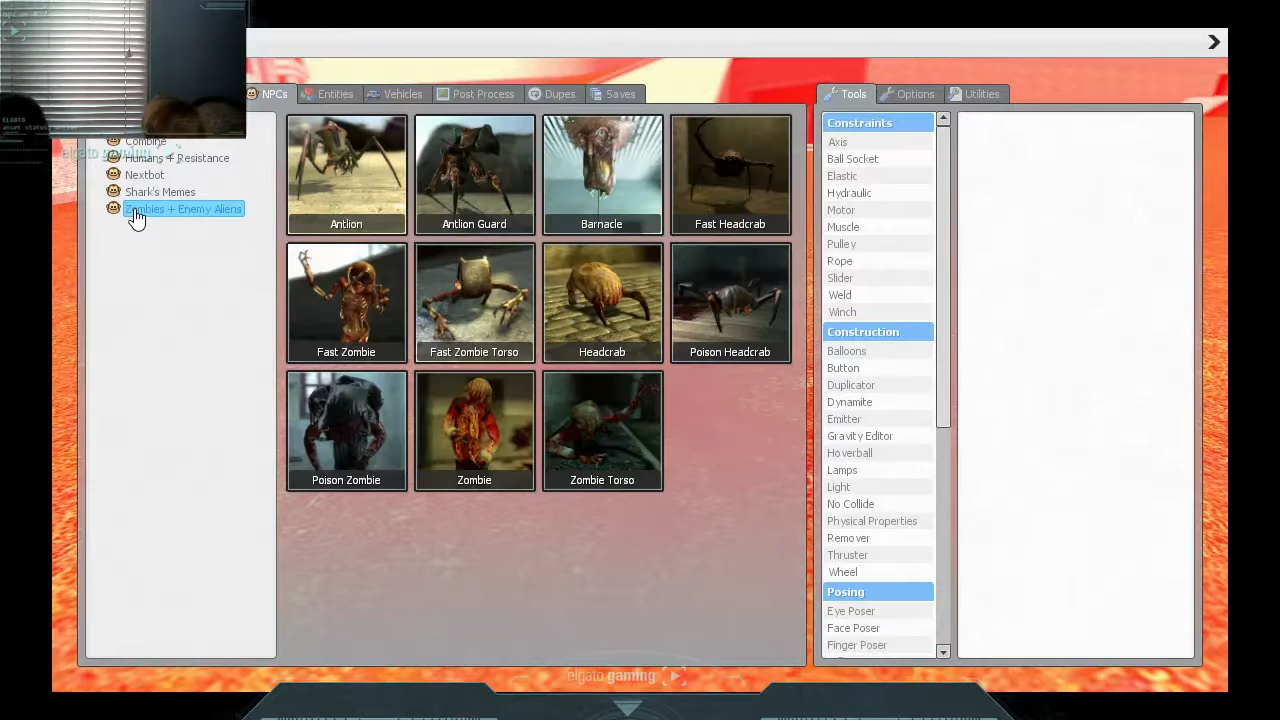 ELGATO
NPCs
Entities
Vehicles
Post Process
Dupes
Saves
Tools
Options
Utilities
Combine
elgato gaming
Humans + Resistance
Nextbot
Shark's Memes
Zombies + Enemy Aliens
Antlion
Antlion Guard
Barnacle
Fast Headcrab
Fast Zombie
Fast Zombie Torso
Headcrab
Poison Headcrab
Poison Zombie
Zombie
Zombie Torso
Constraints
Axis
Ball Socket
Elastic
Hydraulic
Motor
Muscle
Pulley
Rope
Slider
Weld
Winch
Construction
Balloons
Button
Duplicator
Dynamite
Emitter
Gravity Editor
Hoverball
Lamps
Light
No Collide
Physical Properties
Remover
Thruster
Wheel
Posing
Eye Poser
Face Poser
Finger Poser
elgato gaming